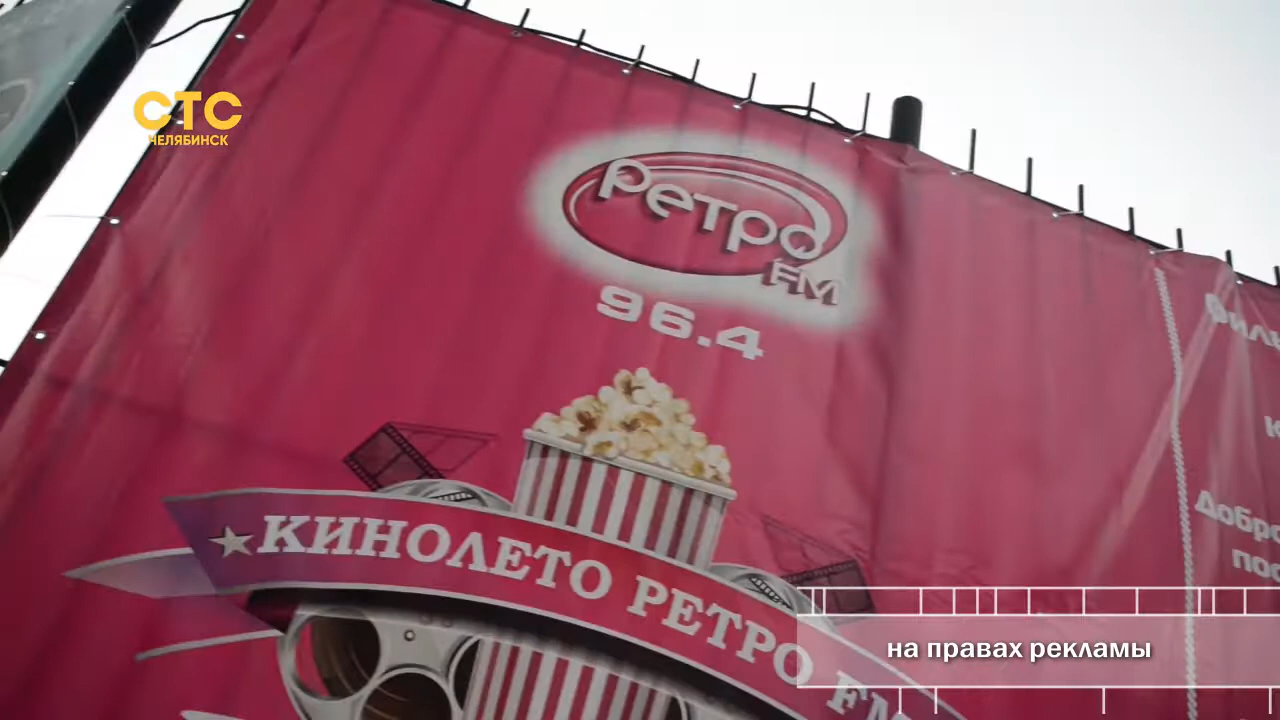 СТС
ЧЕЛЯБИНСК
Ретро
FM
96.4
КИНОЛЕТО РЕТРО FM
на правах рекламы